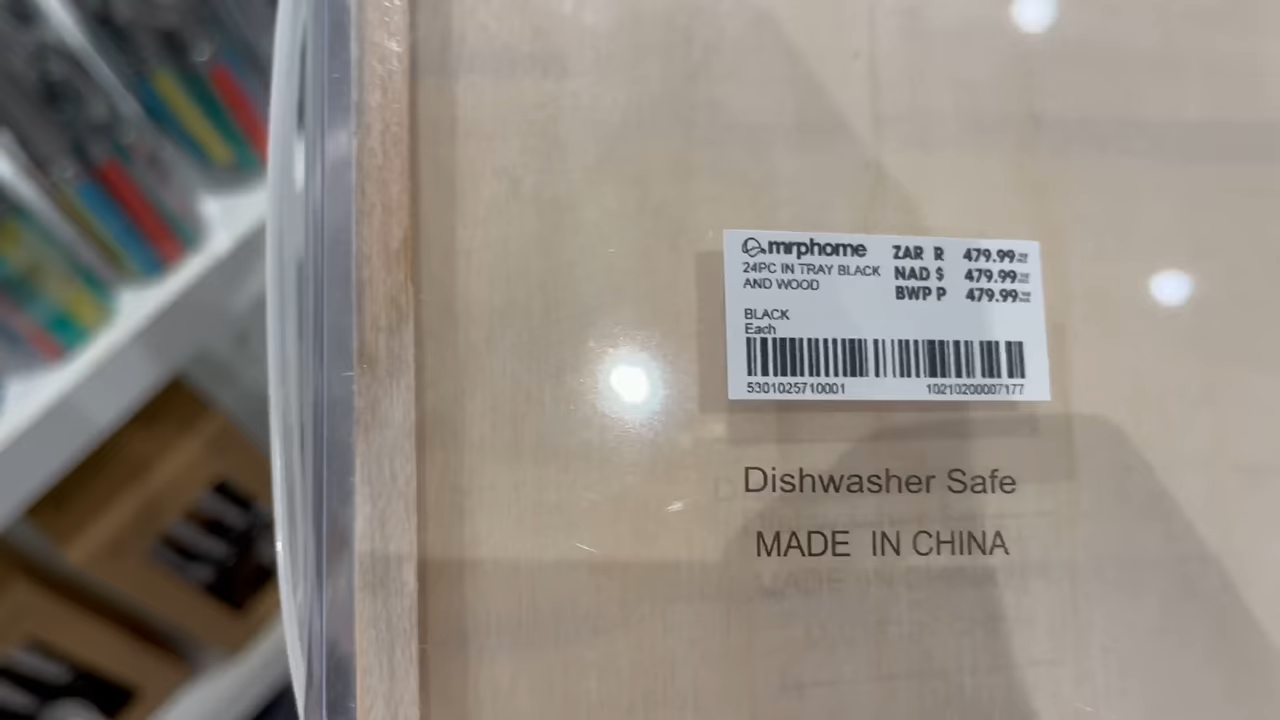 mrphome
24PC IN TRAY BLACK
AND WOOD
ZAR R 479.99
NAD $ 479.99
BWP P 479.99
BLACK
Each
5301025710001 10210200007177
Dishwasher Safe
MADE IN CHINA